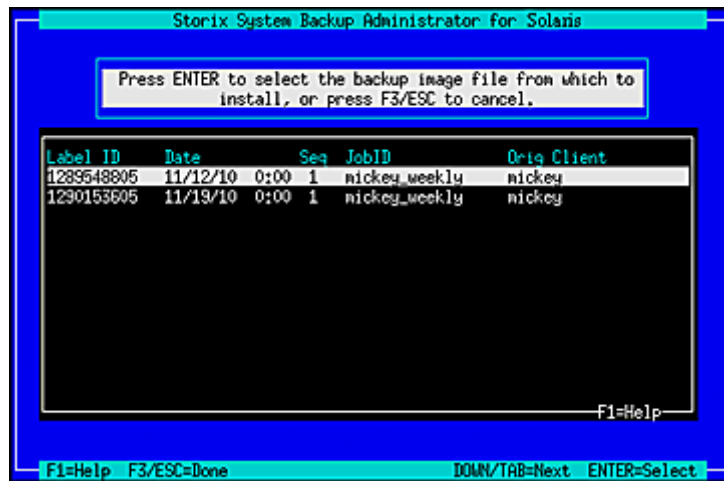 Storix System Backup Administrator for Solaris
Press ENTER to select the backup image file from which to
install, or press F3/ESC to cancel.
Label ID Date Seq JobID Orig Client
1289548805 11/12/10 0:00 1 mickey_weekly mickey
1290153605 11/19/10 0:00 1 mickey_weekly mickey
F1=Help
F1=Help F3/ESC=Done DOWN/TAB=Next ENTER=Select